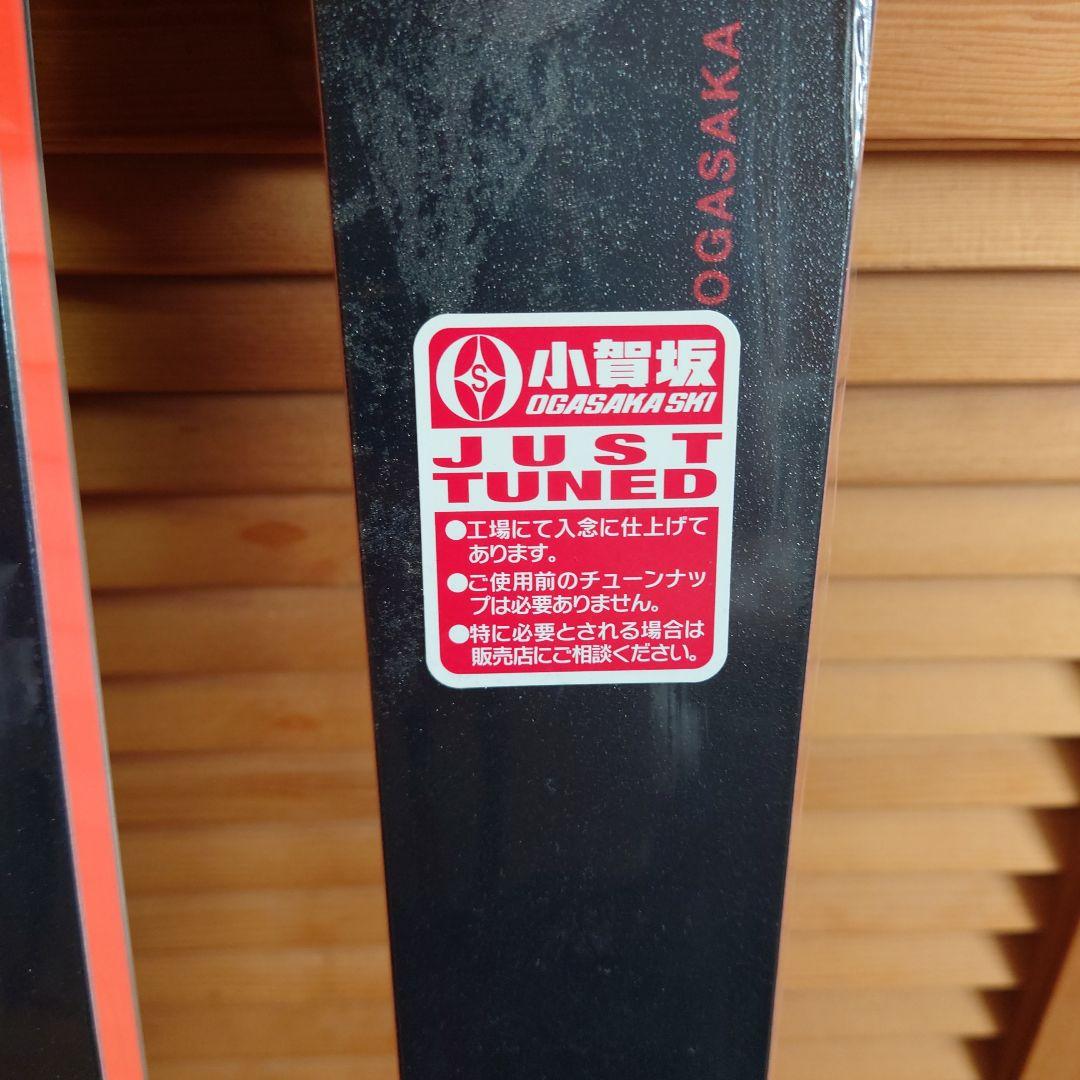 OGASAKA
S
小賀坂
OGASAKA SKI
JUST
TUNED
●工場にて入念に仕上げて
あります。
●ご使用前のチューンナッ
プは必要ありません。
●特に必要とされる場合は
販売店にご相談ください。